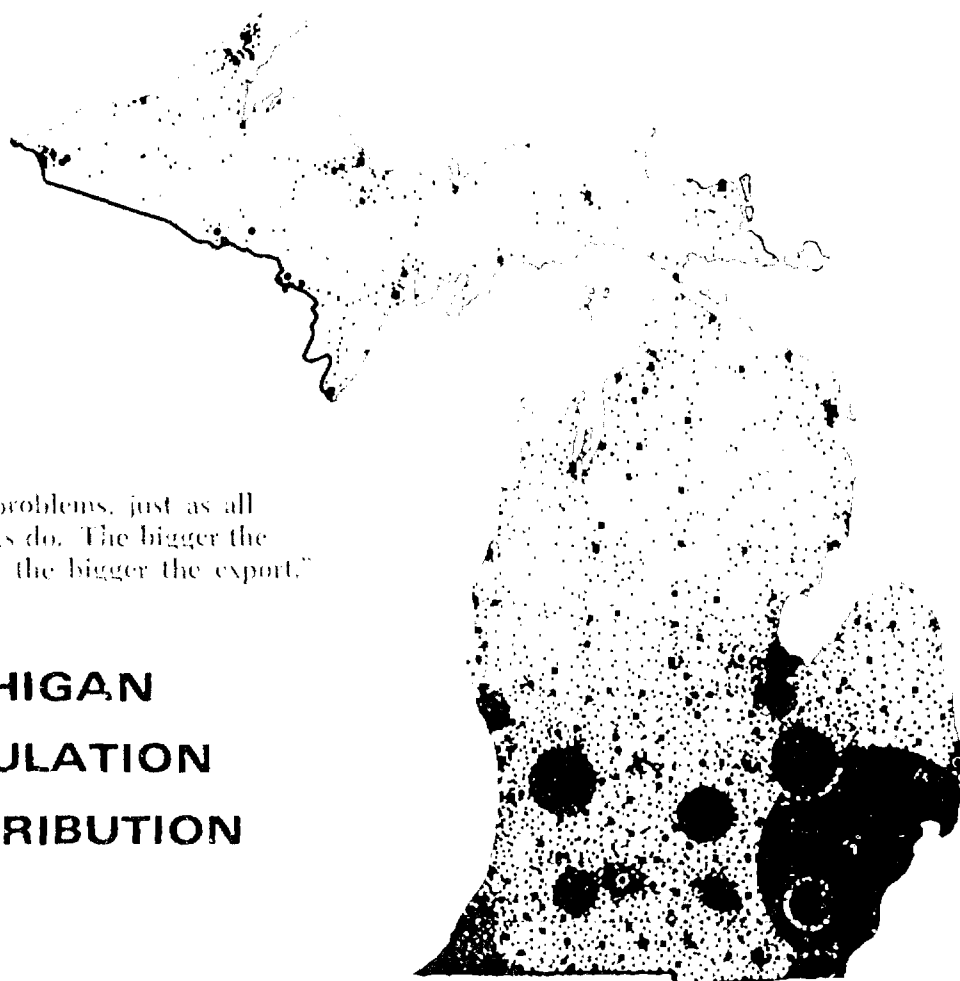 problems, just as all
s do. The bigger the
the bigger the export."
HIGAN
ULATION
RIBUTION